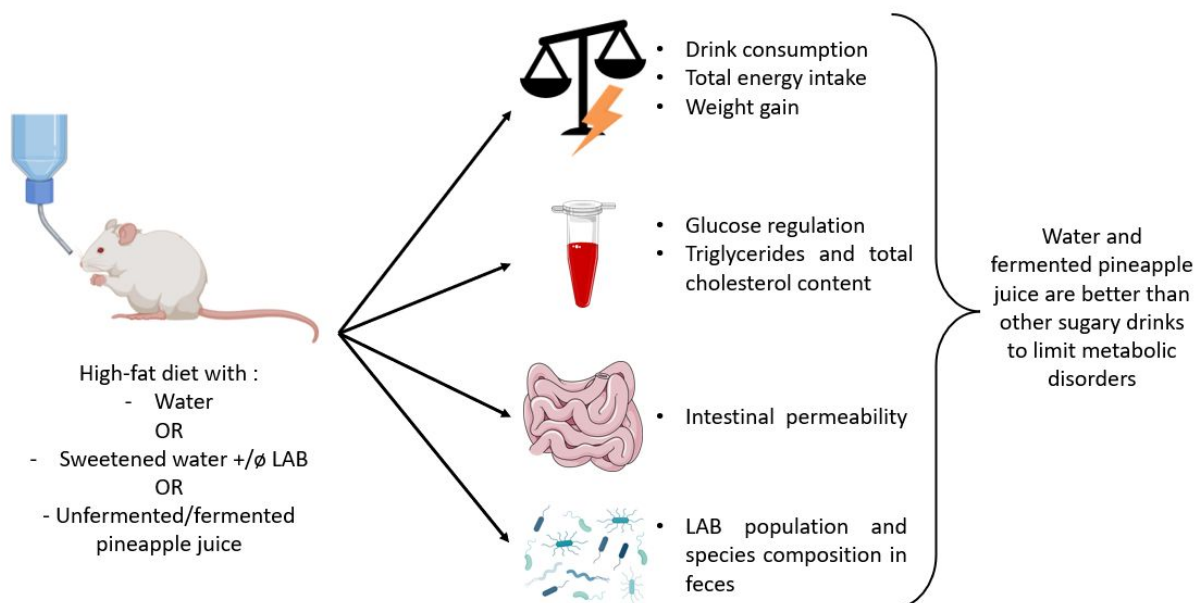 High-fat diet with :
- Water
OR
- Sweetened water +/ø LAB
OR
- Unfermented/fermented
pineapple juice
• Drink consumption
• Total energy intake
• Weight gain
• Glucose regulation
• Triglycerides and total
cholesterol content
• Intestinal permeability
• LAB population and
species composition in
feces
Water and
fermented pineapple
juice are better than
other sugary drinks
to limit metabolic
disorders